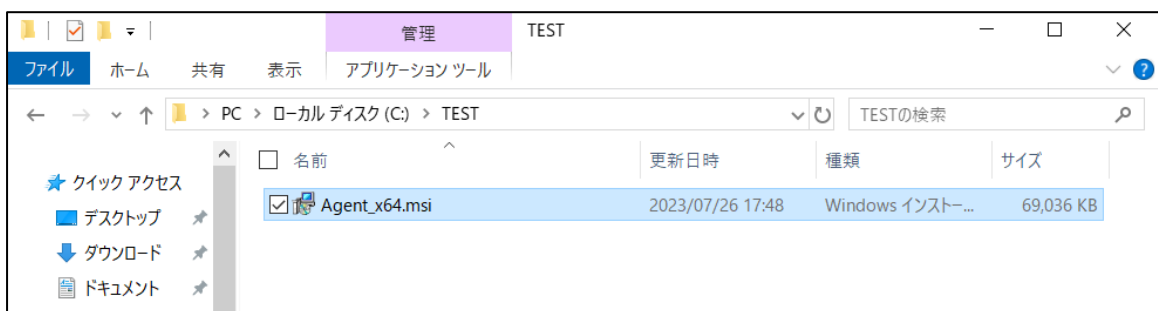 管理 TEST
ファイル ホーム 共有 表示 アプリケーション ツール
PC > ローカル ディスク (C:) > TEST TESTの検索
名前 更新日時 種類 サイズ
クイック アクセス
Agent_x64.msi 2023/07/26 17:48 Windows インストー... 69,036 KB
デスクトップ
ダウンロード
ドキュメント